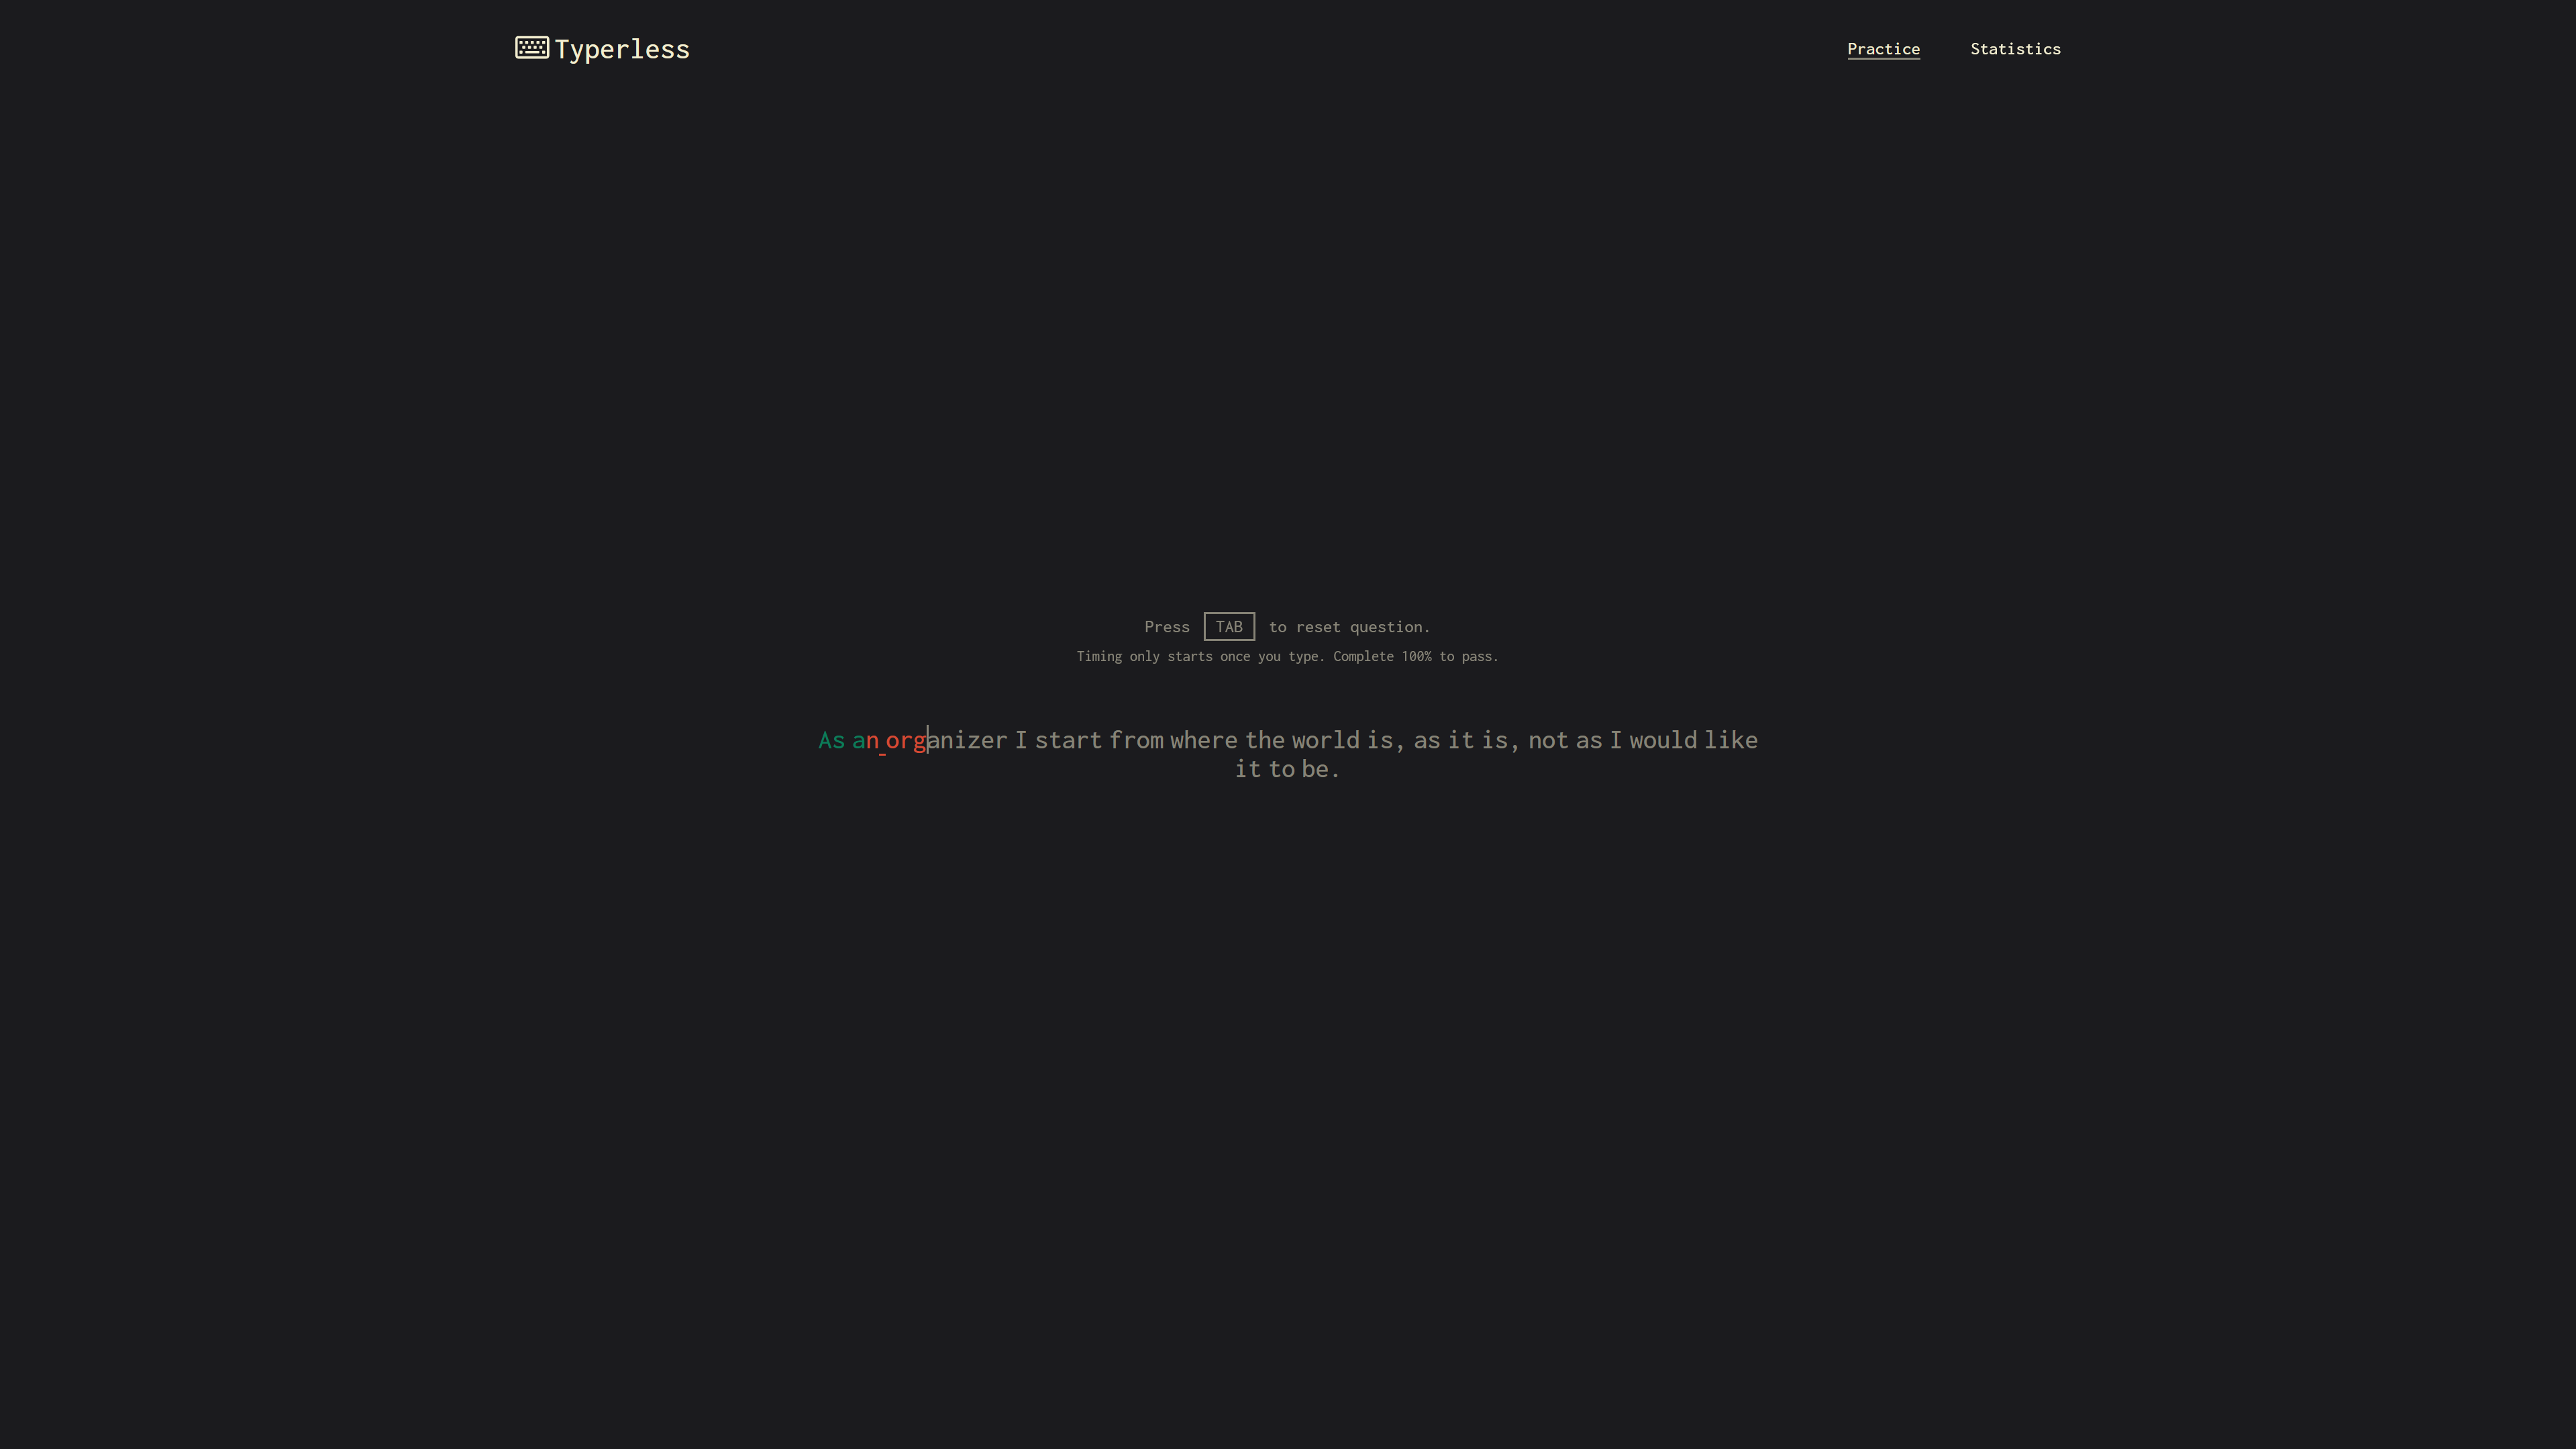 Typerless
Practice
Statistics
Press TAB to reset question.
Timing only starts once you type. Complete 100% to pass.
As an organizer I start from where the world is, as it is, not as I would like
it to be.